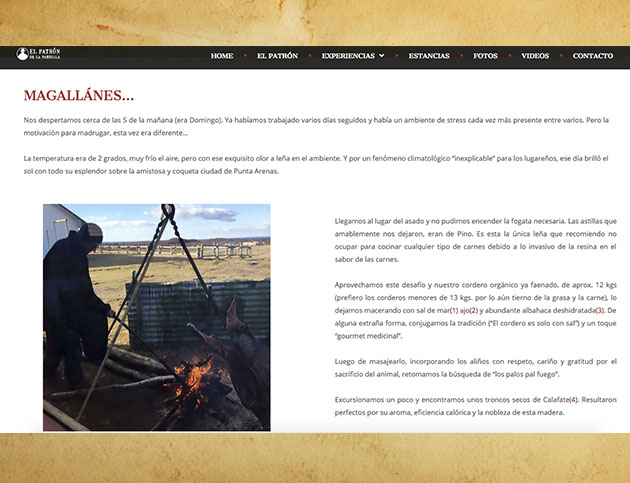 EL PATRÓN
DE LA PARRILLA
HOME • EL PATRÓN • EXPERIENCIAS • ESTANCIAS • FOTOS • VIDEOS • CONTACTO
MAGALLÁNES...
Nos despertamos cerca de las 5 de la mañana (era Domingo). Ya habíamos trabajado varios días seguidos y había un ambiente de stress cada vez más presente entre varios. Pero la
motivación para madrugar, esta vez era diferente...
La temperatura era de 2 grados, muy frío el aire, pero con ese exquisito olor a leña en el ambiente. Y por un fenómeno climatológico "inexplicable" para los lugareños, ese día brilló el
sol con todo su esplendor sobre la amistosa y coqueta ciudad de Punta Arenas.
Llegamos al lugar del asado y no pudimos encender la fogata necesaria. Las astillas que
amablemente nos dejaron, eran de Pino. Es esta la única leña que recomiendo no
ocupar para cocinar cualquier tipo de carnes debido a lo invasivo de la resina en el
sabor de las carnes.
Aprovechamos este desafío y nuestro cordero orgánico ya faenado, de aprox. 12 kgs
(prefiero los corderos menores de 13 kgs. por lo aún tierno de la grasa y la carne), lo
dejamos macerando con sal de mar(1) ajo(2) y abundante albahaca deshidratada(3). De
alguna extraña forma, conjugamos la tradición ("El cordero es solo con sal") y un toque
"gourmet medicinal".
Luego de masajearlo, incorporando los aliños con respeto, cariño y gratitud por el
sacrificio del animal, retomamos la búsqueda de "los palos pal fuego".
Excursionamos un poco y encontramos unos troncos secos de Calafate(4). Resultaron
perfectos por su aroma, eficiencia calórica y la nobleza de esta madera.